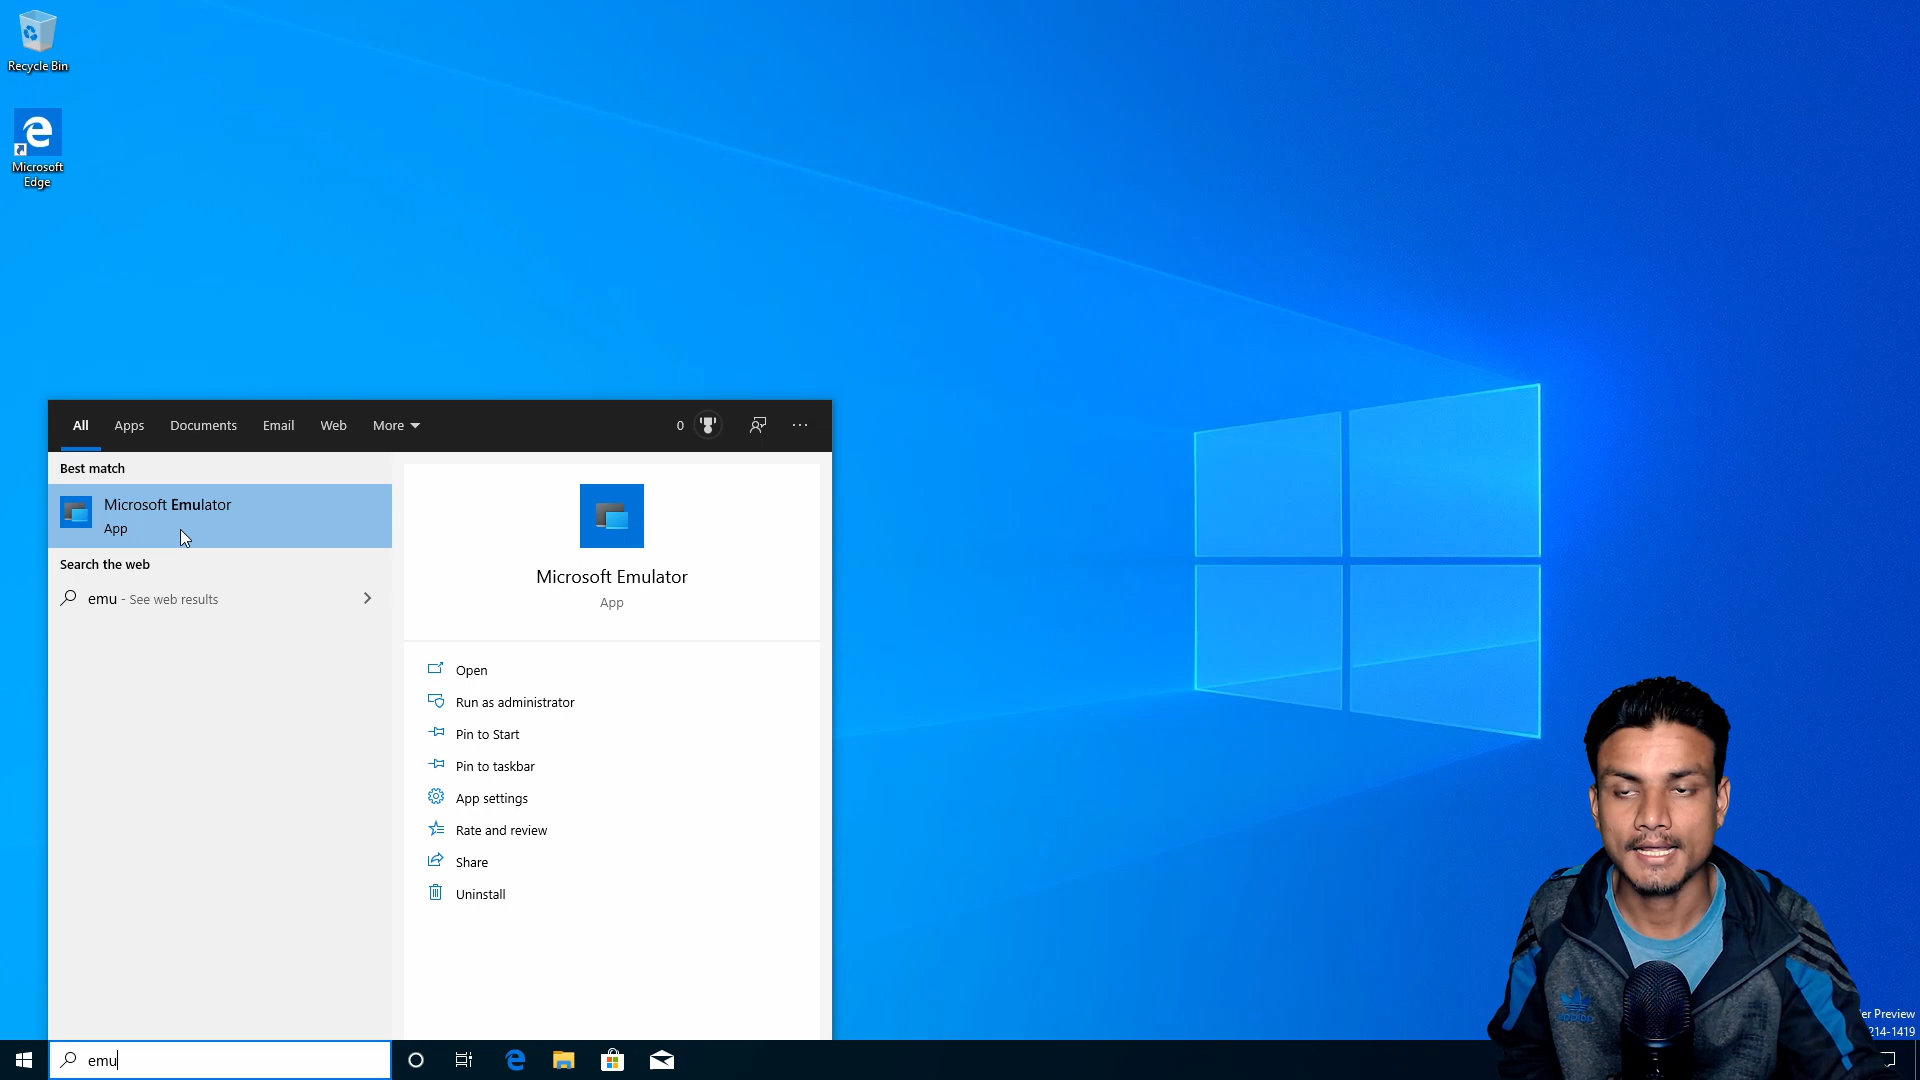 Recycle Bin
Microsoft
Edge
All
Apps
Documents
Email
Web
More
0
Best match
Microsoft Emulator
App
Search the web
emu - See web results
Microsoft Emulator
App
Open
Run as administrator
Pin to Start
Pin to taskbar
App settings
Rate and review
Share
Uninstall
adidas
er Preview
214-1419
emu